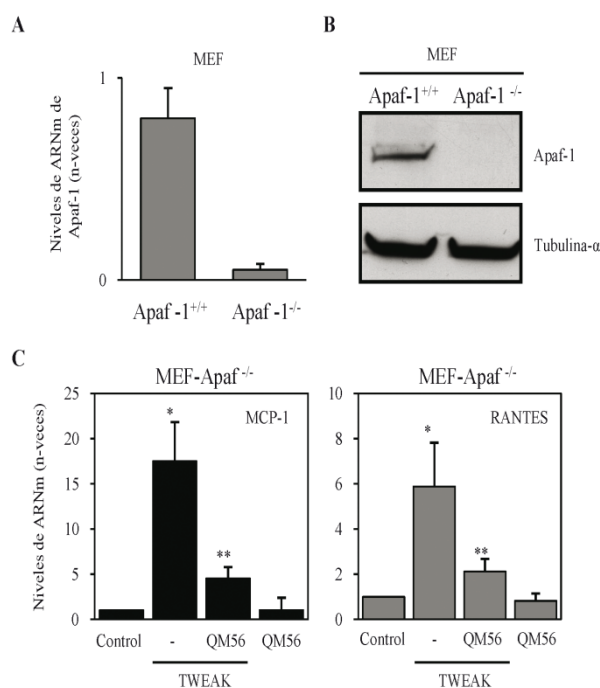 A
MEF
Niveles de ARNm de
Apaf-1 (n-veces)
1
0
Apaf -1+/+ Apaf -1-/-
B
MEF
Apaf-1+/+ Apaf-1 -/-
Apaf-1
Tubulina-α
C
MEF-Apaf -/-
Niveles de ARNm (n-veces)
25
20
15
10
5
0
MCP-1
*
**
Control - QM56 QM56
TWEAK
MEF-Apaf -/-
10
8
6
4
2
0
RANTES
*
**
Control - QM56 QM56
TWEAK